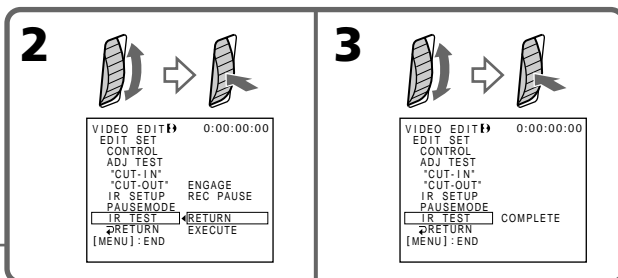 2
VIDEO EDIT 0:00:00:00
EDIT SET
CONTROL
ADJ TEST
"CUT-IN"
"CUT-OUT" ENGAGE
IR SETUP REC PAUSE
PAUSEMODE
IR TEST RETURN
RETURN EXECUTE
[MENU]:END
3
VIDEO EDIT 0:00:00:00
EDIT SET
CONTROL
ADJ TEST
"CUT-IN"
"CUT-OUT"
IR SETUP
PAUSEMODE
IR TEST COMPLETE
RETURN
[MENU]:END